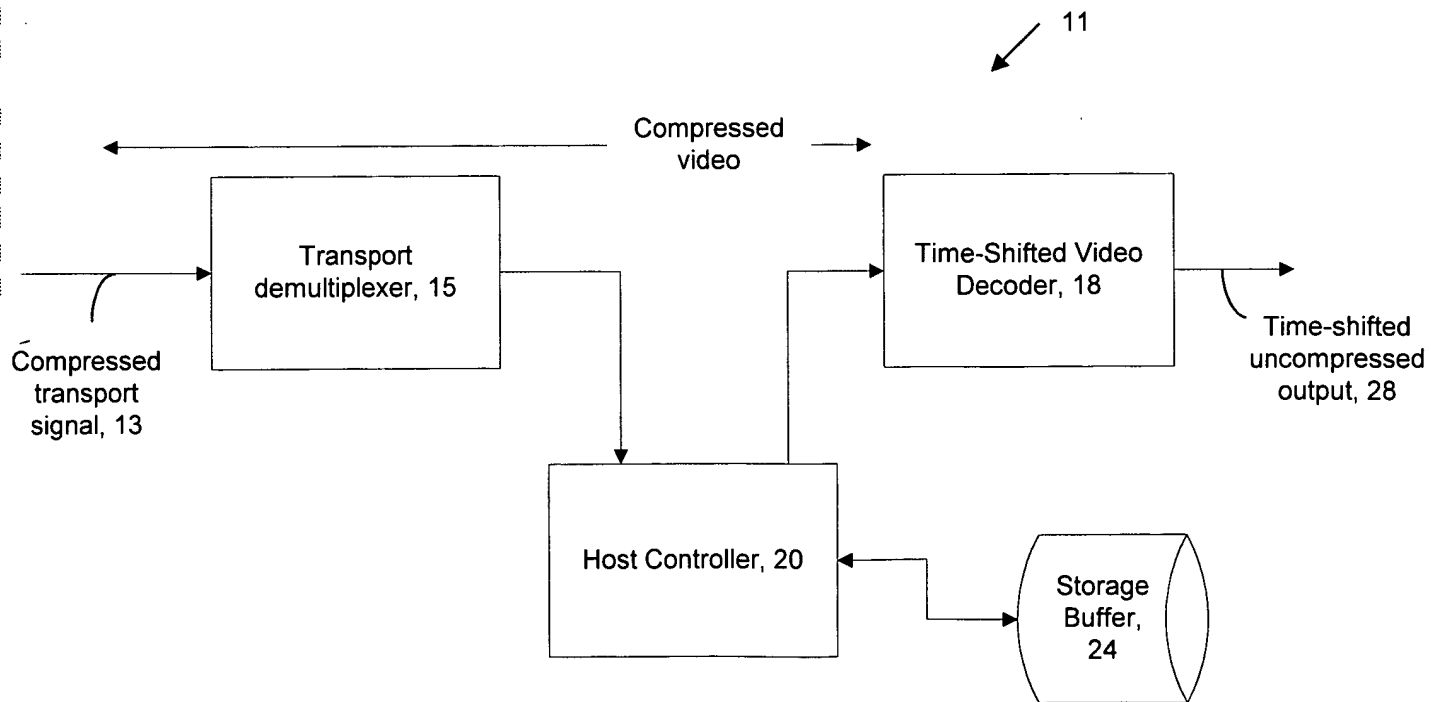 11
Compressed
video
Transport
demultiplexer, 15
Time-Shifted Video
Decoder, 18
Compressed
transport
signal, 13
Time-shifted
uncompressed
output, 28
Host Controller, 20
Storage
Buffer,
24